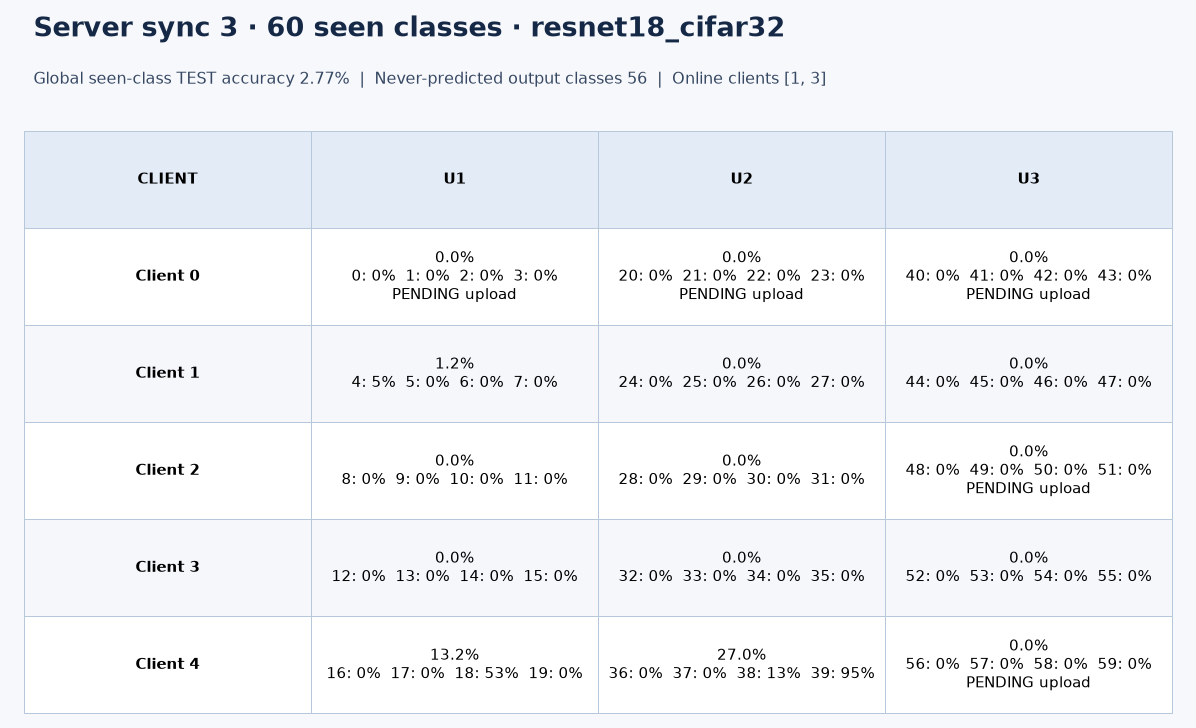 Server sync 3 · 60 seen classes · resnet18_cifar32
Global seen-class TEST accuracy 2.77% | Never-predicted output classes 56 | Online clients [1, 3]
CLIENT U1 U2 U3
Client 0
0.0%
0: 0% 1: 0% 2: 0% 3: 0%
PENDING upload
0.0%
20: 0% 21: 0% 22: 0% 23: 0%
PENDING upload
0.0%
40: 0% 41: 0% 42: 0% 43: 0%
PENDING upload
Client 1
1.2%
4: 5% 5: 0% 6: 0% 7: 0%
0.0%
24: 0% 25: 0% 26: 0% 27: 0%
0.0%
44: 0% 45: 0% 46: 0% 47: 0%
Client 2
0.0%
8: 0% 9: 0% 10: 0% 11: 0%
0.0%
28: 0% 29: 0% 30: 0% 31: 0%
0.0%
48: 0% 49: 0% 50: 0% 51: 0%
PENDING upload
Client 3
0.0%
12: 0% 13: 0% 14: 0% 15: 0%
0.0%
32: 0% 33: 0% 34: 0% 35: 0%
0.0%
52: 0% 53: 0% 54: 0% 55: 0%
Client 4
13.2%
16: 0% 17: 0% 18: 53% 19: 0%
27.0%
36: 0% 37: 0% 38: 13% 39: 95%
0.0%
56: 0% 57: 0% 58: 0% 59: 0%
PENDING upload